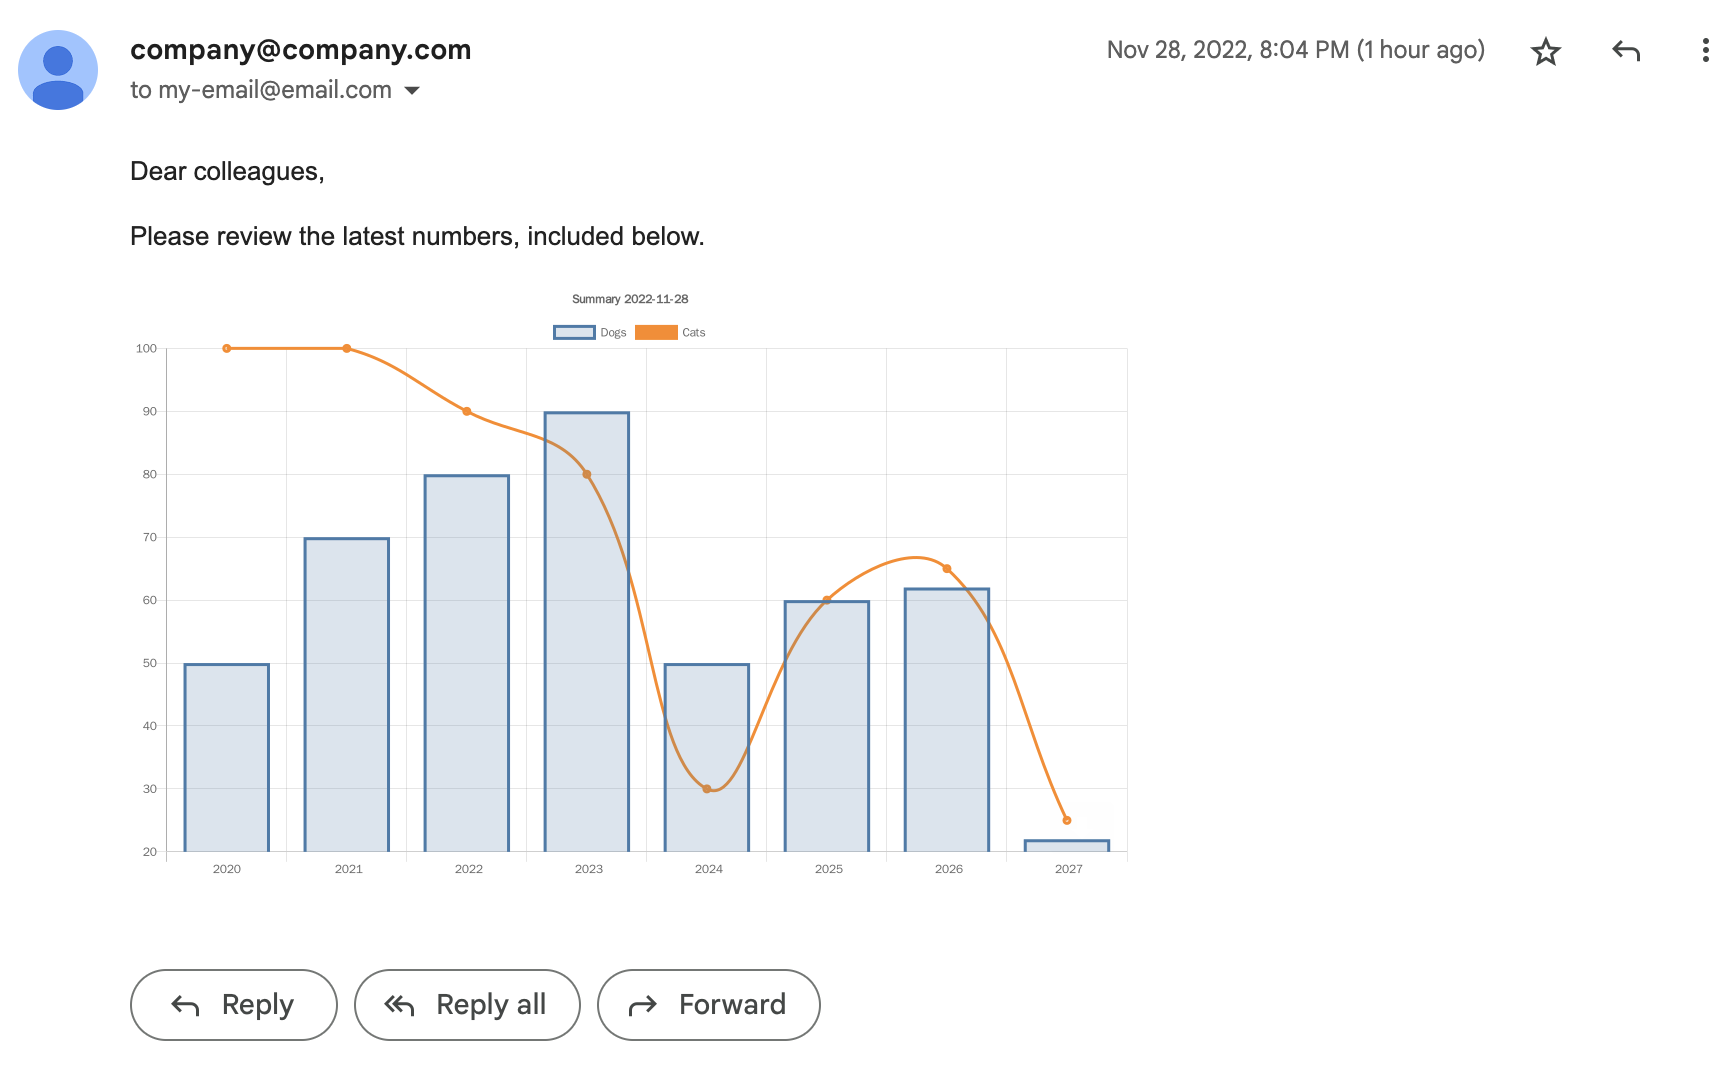 company@company.com
Nov 28, 2022, 8:04 PM (1 hour ago)
to my-email@email.com
Dear colleagues,
Please review the latest numbers, included below.
Summary 2022-11-28
Dogs Cats
100
90
80
70
60
50
40
30
20
2020 2021 2022 2023 2024 2025 2026 2027
Reply Reply all Forward